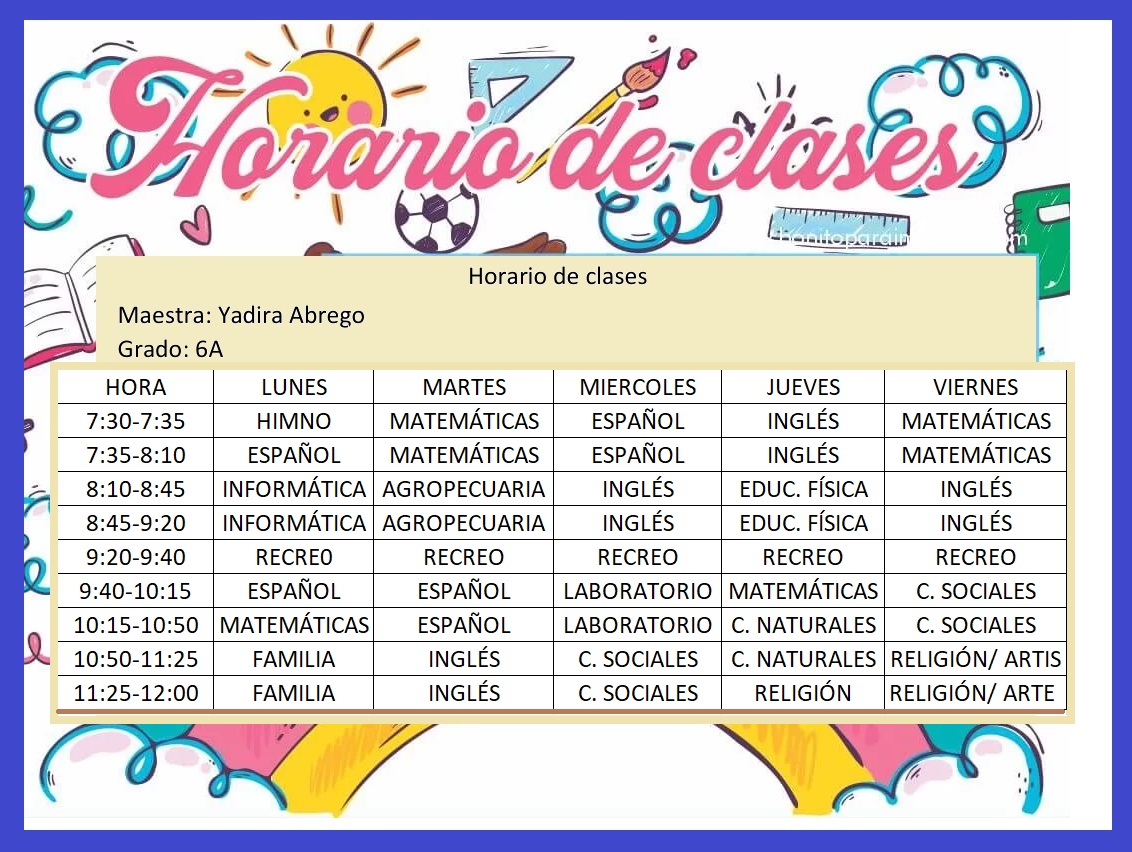 Horario de clases
Horario de clases
Maestra: Yadira Abrego
Grado: 6A
HORA LUNES MARTES MIERCOLES JUEVES VIERNES
7:30-7:35 HIMNO MATEMÁTICAS ESPAÑOL INGLÉS MATEMÁTICAS
7:35-8:10 ESPAÑOL MATEMÁTICAS ESPAÑOL INGLÉS MATEMÁTICAS
8:10-8:45 INFORMÁTICA AGROPECUARIA INGLÉS EDUC. FÍSICA INGLÉS
8:45-9:20 INFORMÁTICA AGROPECUARIA INGLÉS EDUC. FÍSICA INGLÉS
9:20-9:40 RECRE0 RECREO RECREO RECREO RECREO
9:40-10:15 ESPAÑOL ESPAÑOL LABORATORIO MATEMÁTICAS C. SOCIALES
10:15-10:50 MATEMÁTICAS ESPAÑOL LABORATORIO C. NATURALES C. SOCIALES
10:50-11:25 FAMILIA INGLÉS C. SOCIALES C. NATURALES RELIGIÓN/ ARTIS
11:25-12:00 FAMILIA INGLÉS C. SOCIALES RELIGIÓN RELIGIÓN/ ARTE